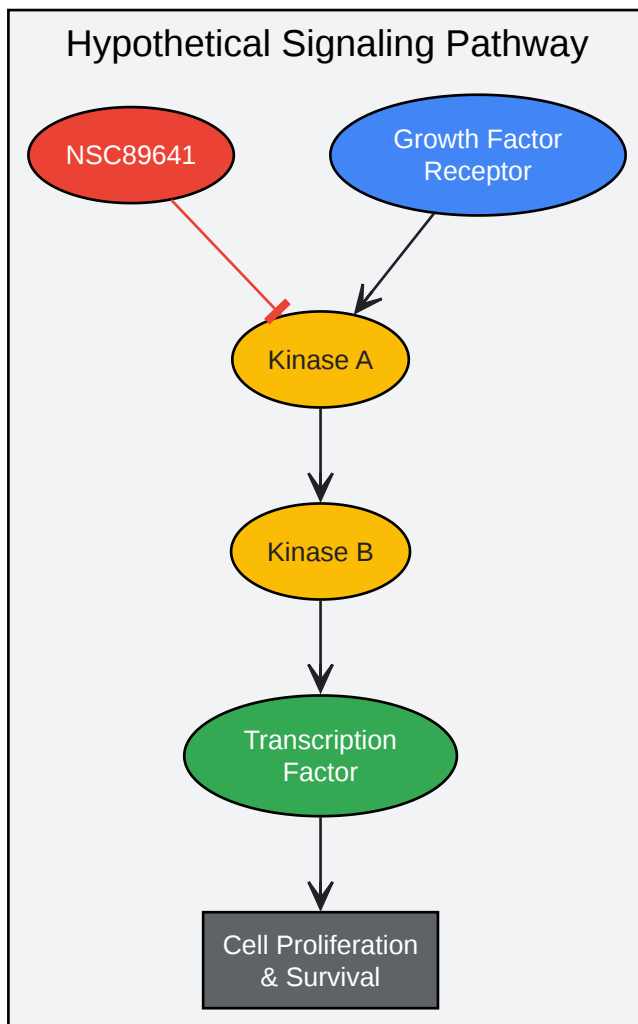 Hypothetical Signaling Pathway
NSC89641
Growth Factor
Receptor
Kinase A
Kinase B
Transcription
Factor
Cell Proliferation
& Survival